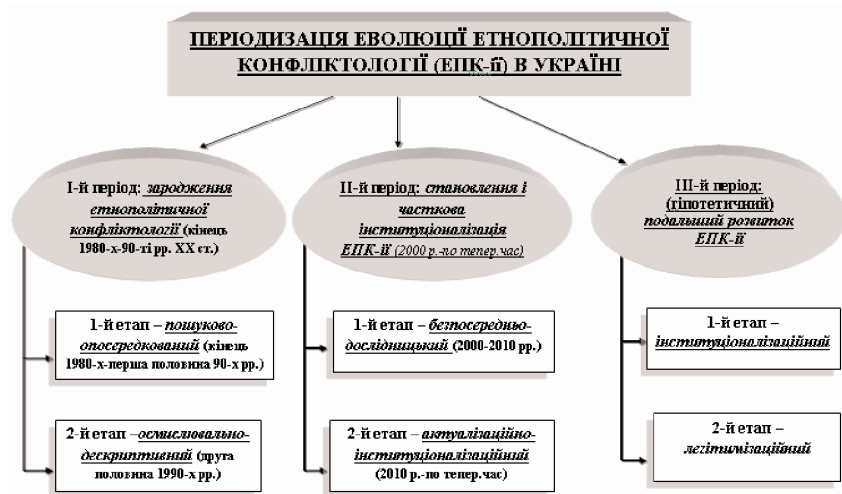 ПЕРІОДИЗАЦІЯ ЕВОЛЮЦІЇ ЕТНОПОЛІТИЧНОЇ
КОНФЛІКТОЛОГІЇ (ЕПК-ії) В УКРАЇНІ
І-й період: зародження
етнополітичної
конфліктології (кінець
1980-х-90-ті рр. ХХ ст.)
1-й етап – пошуково-
опосередкований (кінець
1980-х-перша половина 90-х рр.)
2-й етап –осмислювально-
дескриптивний (друга
половина 1990-х рр.)
ІІ-й період: становлення і
часткова
інституціоналізація
ЕПК-ії (2000 р.-по тепер.час)
1-й етап – безпосередньо-
дослідницький (2000-2010 рр.)
2-й етап – актуалізаційно-
інституціоналізаційний
(2010 р.-по тепер.час)
ІІІ-й період:
(гіпотетичний)
подальший розвиток
ЕПК-ії
1-й етап –
інституціоналізаційний
2-й етап –
легітимізаційний